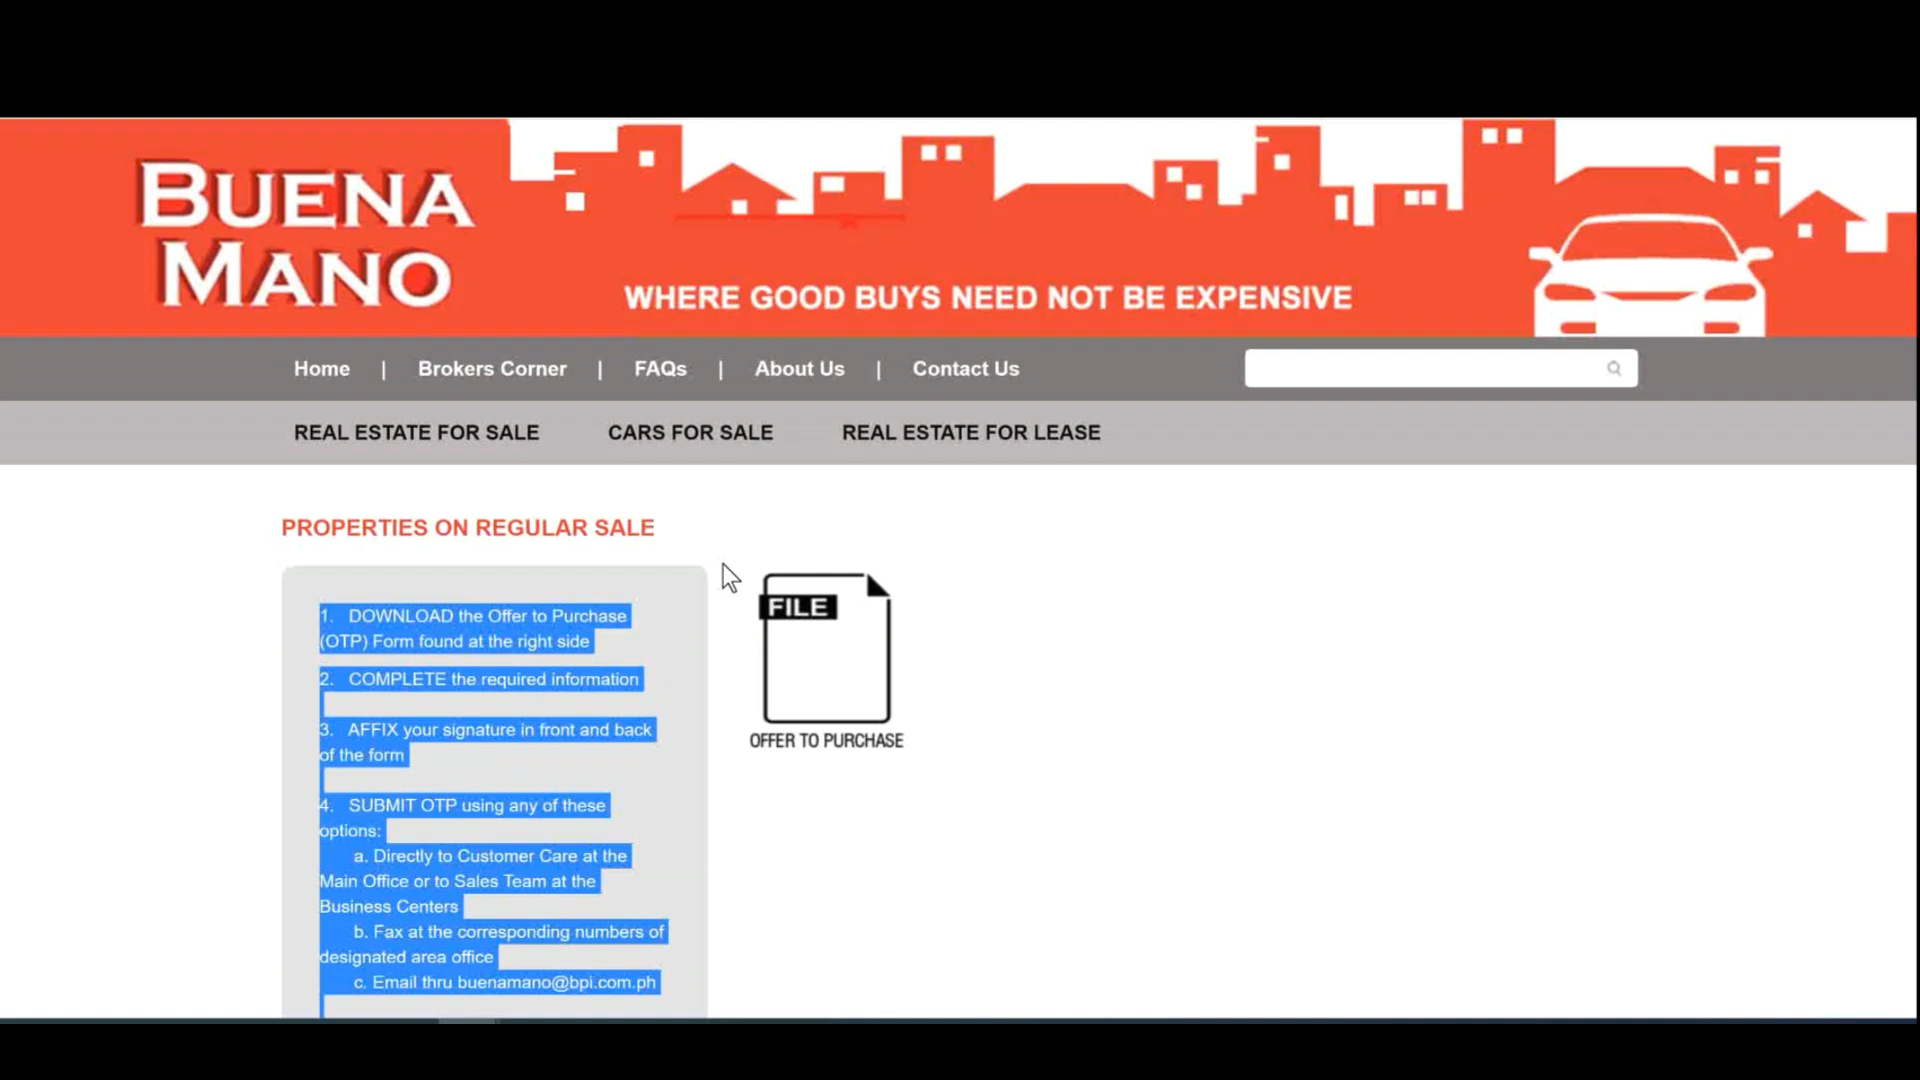 BUENA
MANO
WHERE GOOD BUYS NEED NOT BE EXPENSIVE
Home | Brokers Corner | FAQs | About Us | Contact Us
REAL ESTATE FOR SALE CARS FOR SALE REAL ESTATE FOR LEASE
PROPERTIES ON REGULAR SALE
1. DOWNLOAD the Offer to Purchase
(OTP) Form found at the right side
2. COMPLETE the required information
3. AFFIX your signature in front and back
of the form
4. SUBMIT OTP using any of these
options:
a. Directly to Customer Care at the
Main Office or to Sales Team at the
Business Centers
b. Fax at the corresponding numbers of
designated area office
c. Email thru buenamano@bpi.com.ph
FILE
OFFER TO PURCHASE